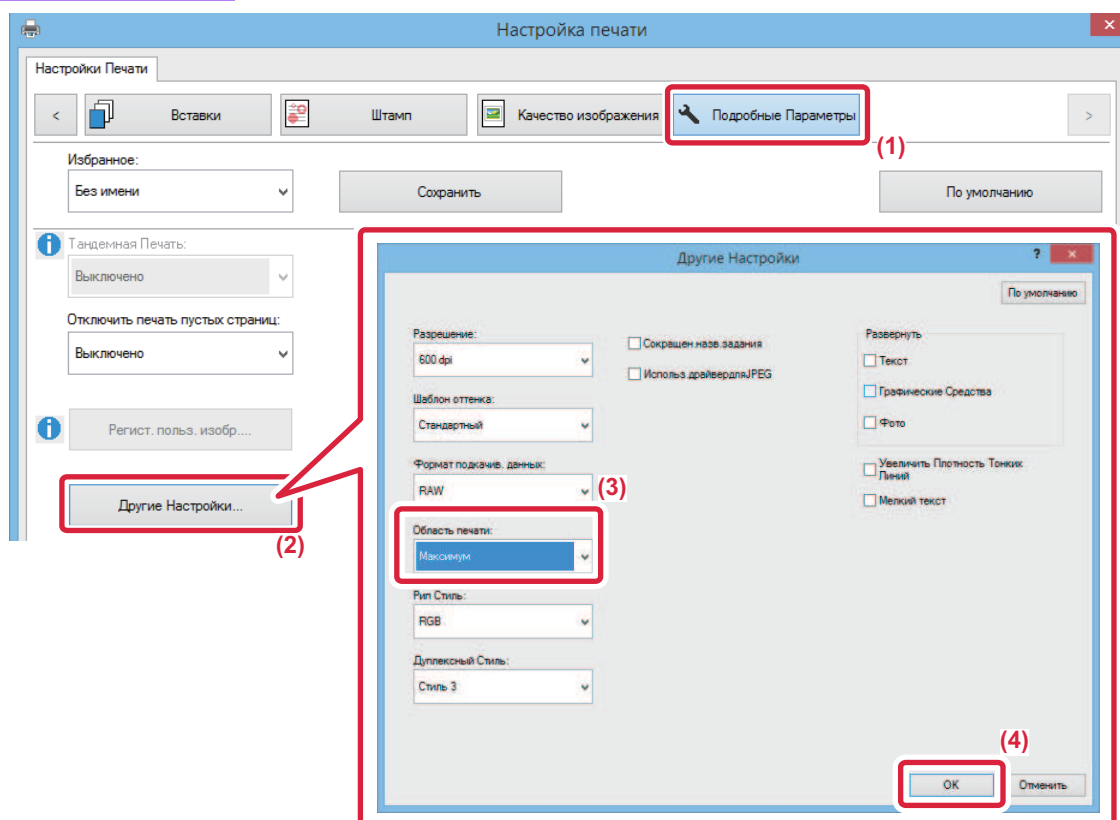 Настройка печати
Настройки Печати
< Вставки Штамп Качество изображения Подробные Параметры >
(1)
Избранное:
Без имени Сохранить По умолчанию
Тандемная Печать:
Выключено
Отключить печать пустых страниц:
Выключено
Регист. польз. изобр....
Другие Настройки...
(2)
Другие Настройки ?
По умолчанию
Разрешение:
600 dpi
Шаблон оттенка:
Стандартный
Формат подкачив. данных:
RAW
(3)
Область печати:
Максимум
Рип Стиль:
RGB
Дуплексный Стиль:
Стиль 3
Сокращен.назв.задания
Использ.драйвердляJPEG
Развернуть
Текст
Графические Средства
Фото
Увеличить Плотность Тонких
Линий
Мелкий текст
(4)
OK Отменить